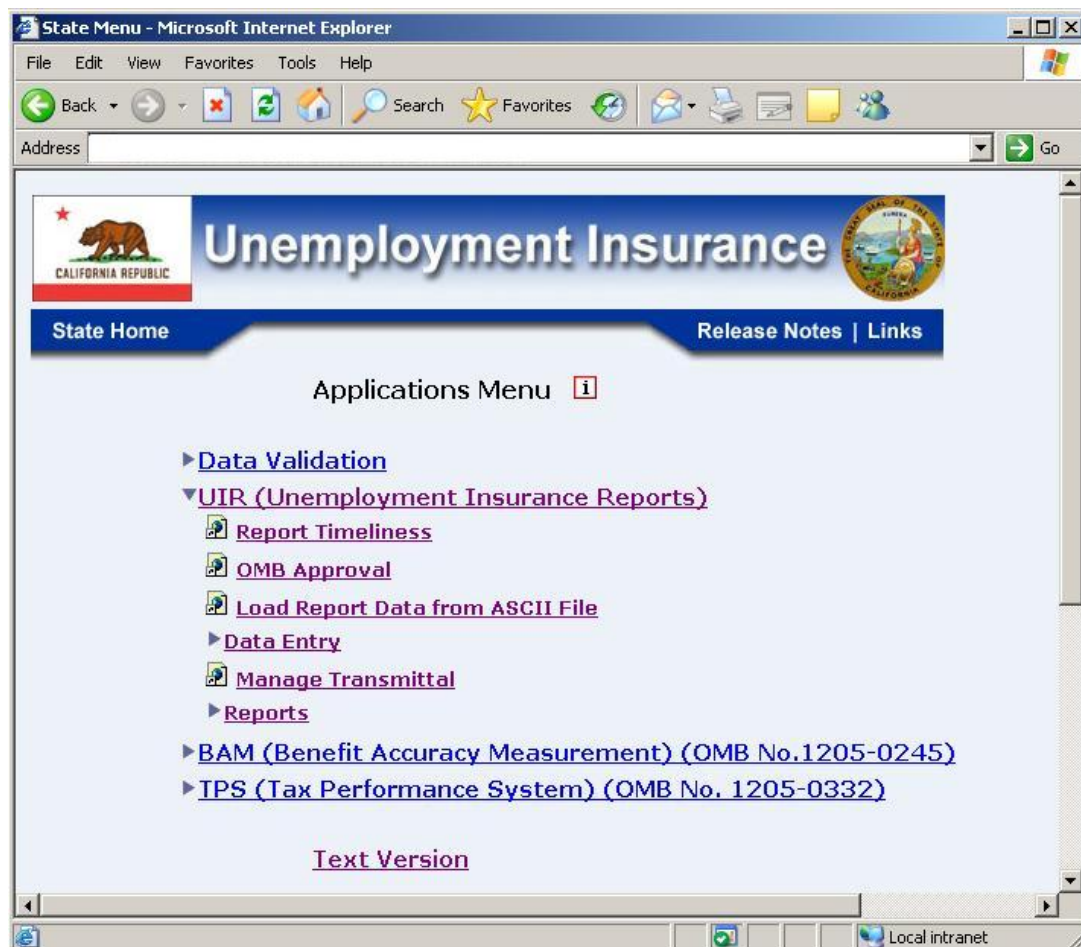 State Menu - Microsoft Internet Explorer
File Edit View Favorites Tools Help
Back Search Favorites
Address Go
CALIFORNIA REPUBLIC
Unemployment Insurance
State Home Release Notes | Links
Applications Menu i
Data Validation
UIR (Unemployment Insurance Reports)
Report Timeliness
OMB Approval
Load Report Data from ASCII File
Data Entry
Manage Transmittal
Reports
BAM (Benefit Accuracy Measurement) (OMB No.1205-0245)
TPS (Tax Performance System) (OMB No. 1205-0332)
Text Version
Local intranet